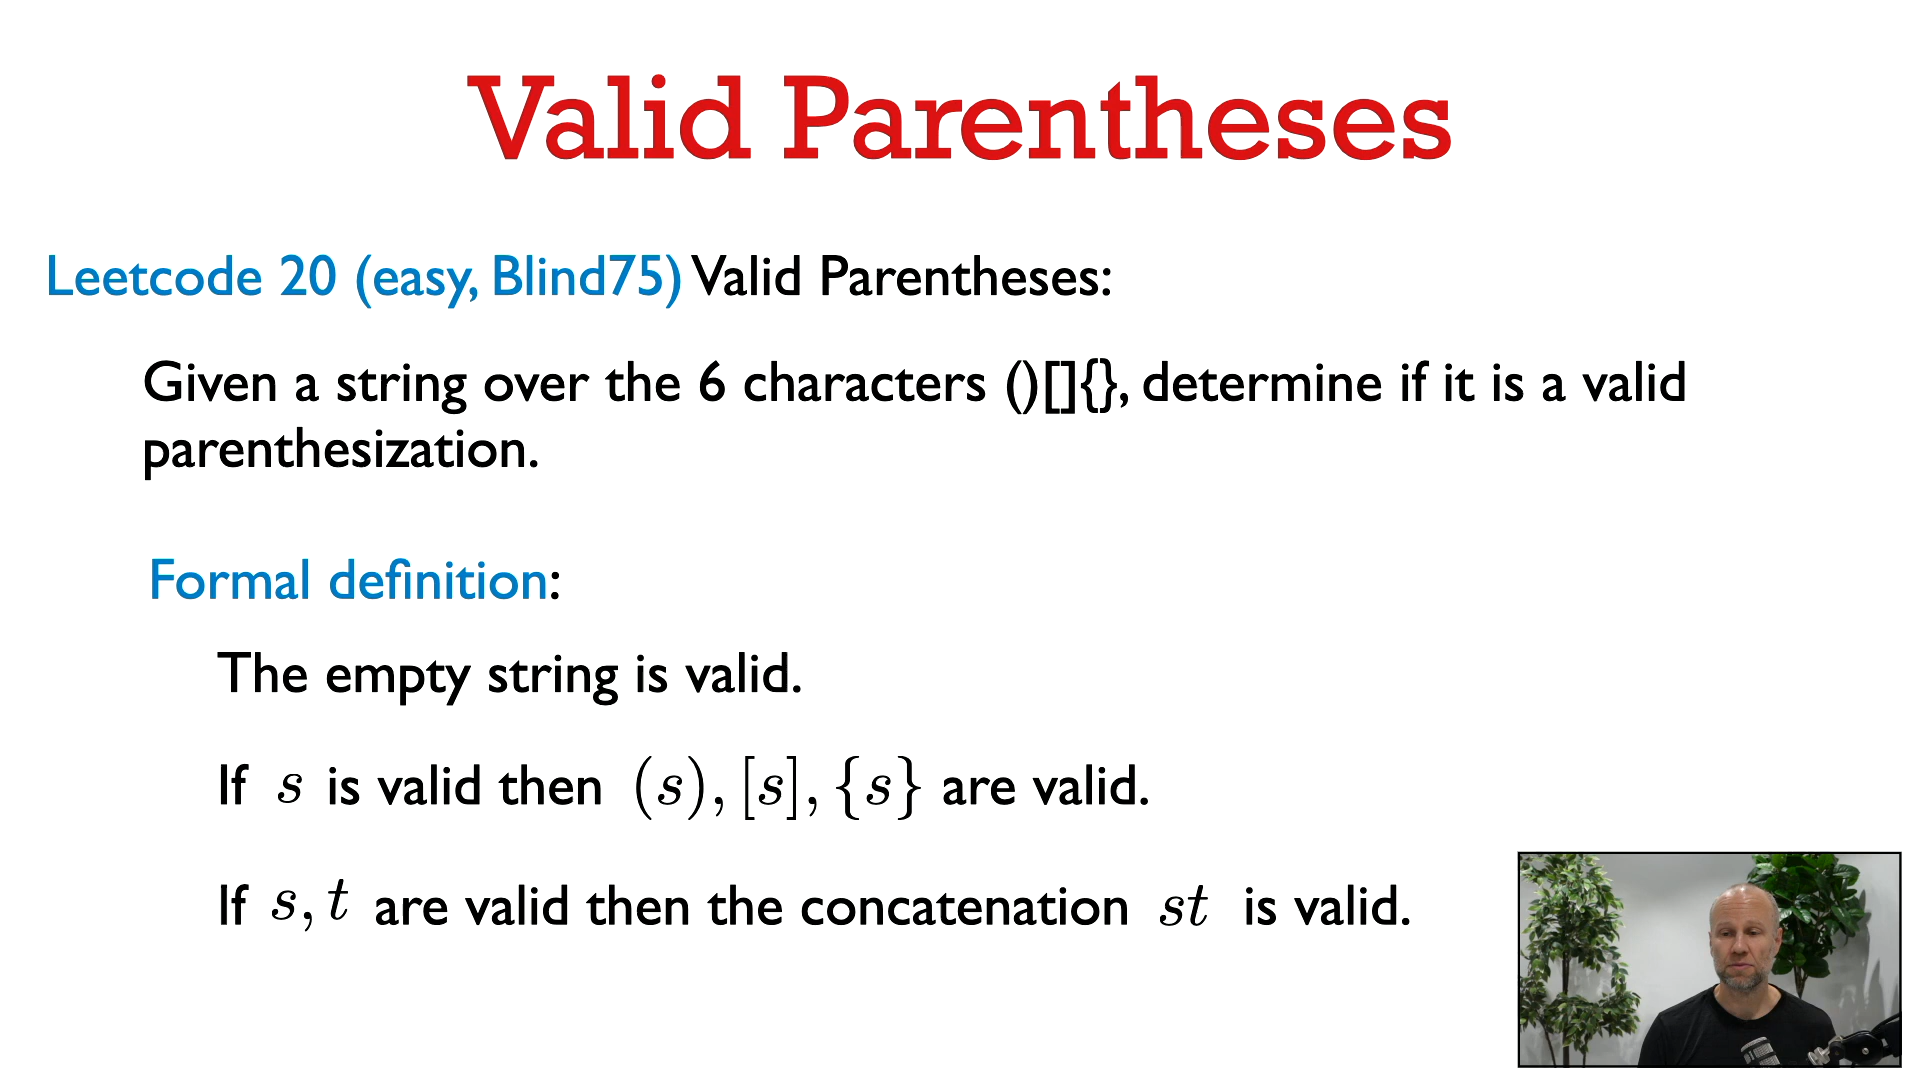 Valid Parentheses
Leetcode 20 (easy, Blind75) Valid Parentheses:
Given a string over the 6 characters ()[]{}, determine if it is a valid
parenthesization.
Formal definition:
The empty string is valid.
If s is valid then (s), [s], {s} are valid.
If s, t are valid then the concatenation st is valid.